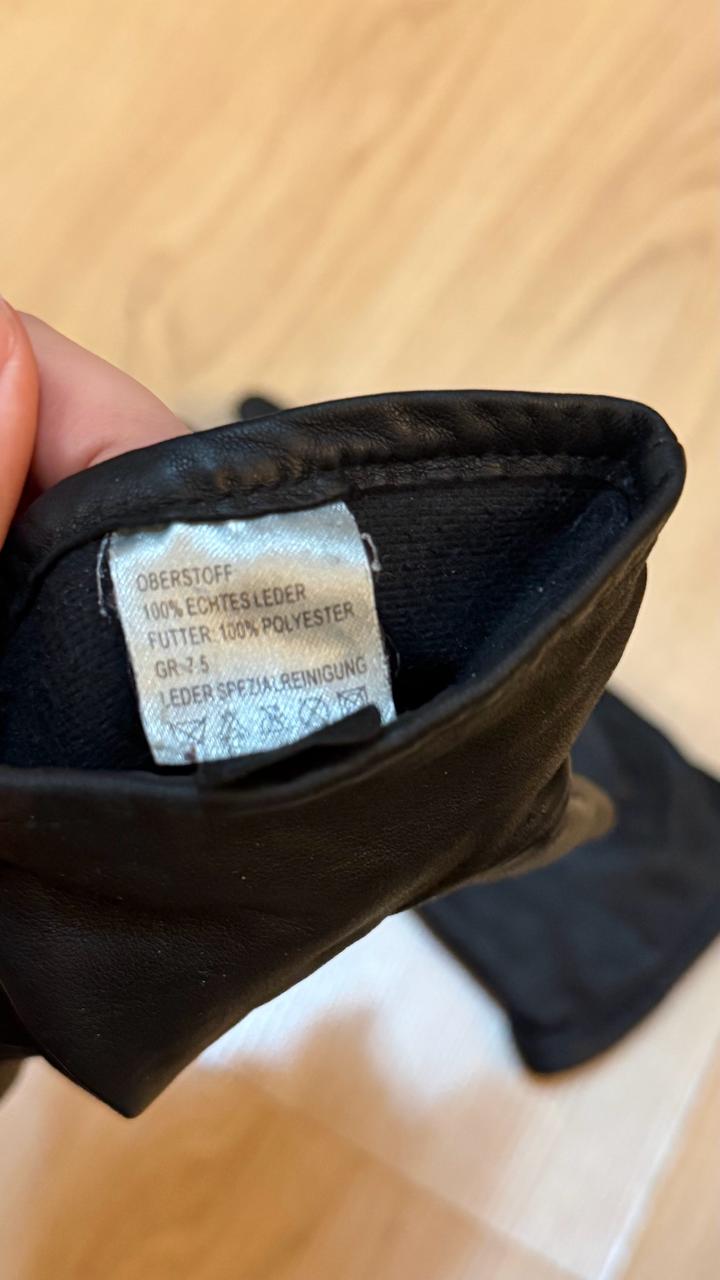 OBERSTOFF
100% ECHTES LEDER
FUTTER: 100% POLYESTER
GR-7.5
LEDER SPEZIALREINIGUNG